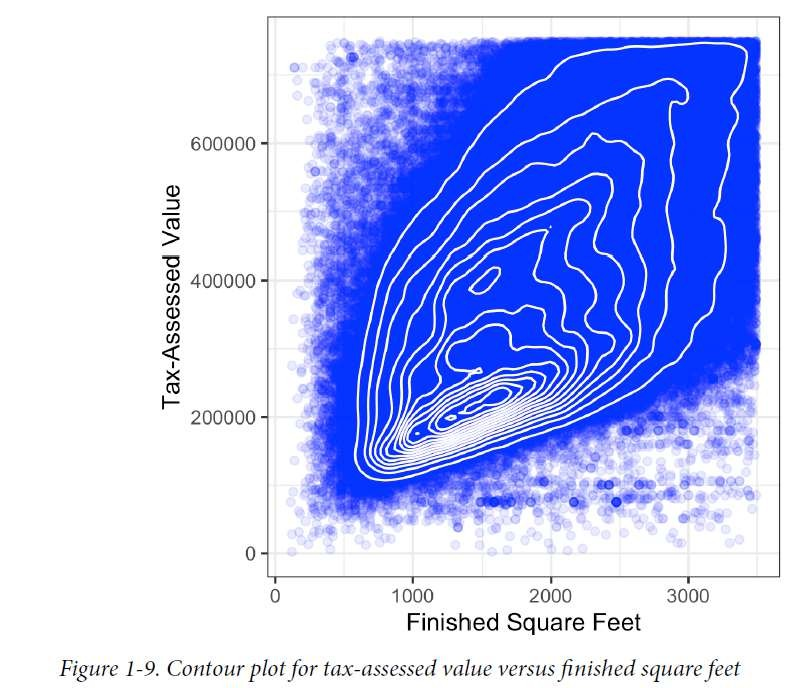 Tax-Assessed Value
600000
400000
200000
0
0 1000 2000 3000
Finished Square Feet
Figure 1-9. Contour plot for tax-assessed value versus finished square feet